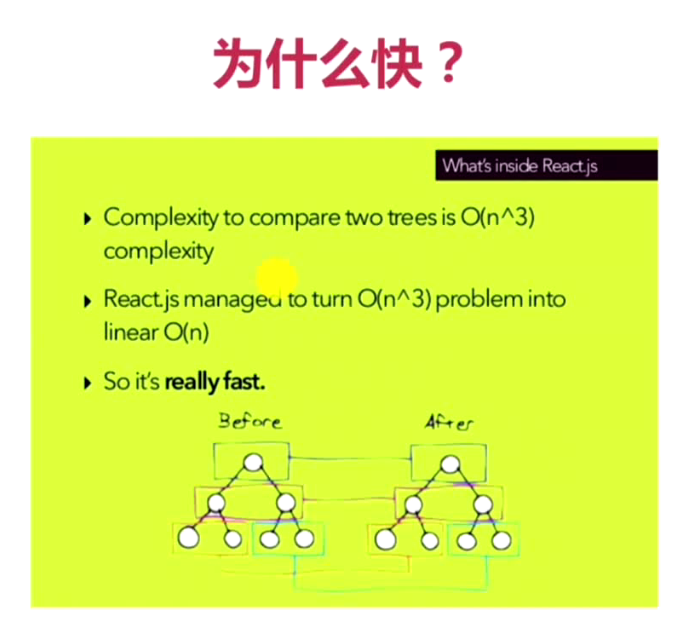 为什么快？
What's inside React.js
Complexity to compare two trees is O(n^3)
complexity
React.js managed to turn O(n^3) problem into
linear O(n)
So it's really fast.
Before After